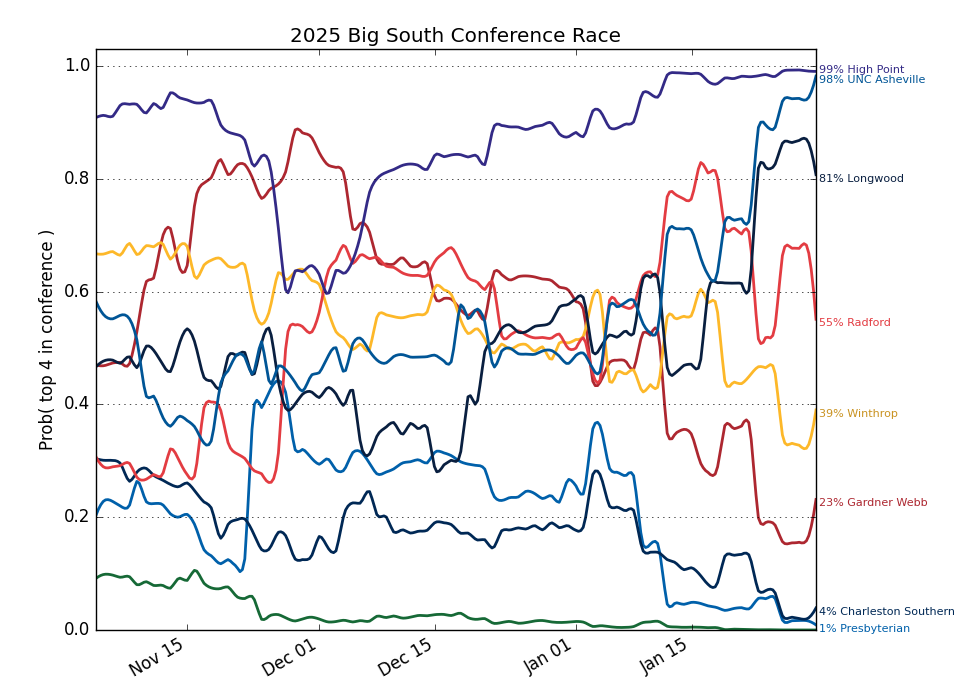 2025 Big South Conference Race
Prob( top 4 in conference )
1.0
0.8
0.6
0.4
0.2
0.0
Nov 15
Dec 01
Dec 15
Jan 01
Jan 15
99% High Point
98% UNC Asheville
81% Longwood
55% Radford
39% Winthrop
23% Gardner Webb
4% Charleston Southern
1% Presbyterian